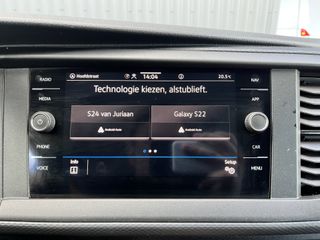 RADIO
MEDIA
PHONE
VOICE
Hoofdstraat
14:04
20.5°C
Technologie kiezen, alstublieft.
S24 van Juriaan
Android Auto
Galaxy S22
Android Auto
Info
Setup
NAV
APP
CAR
MENU